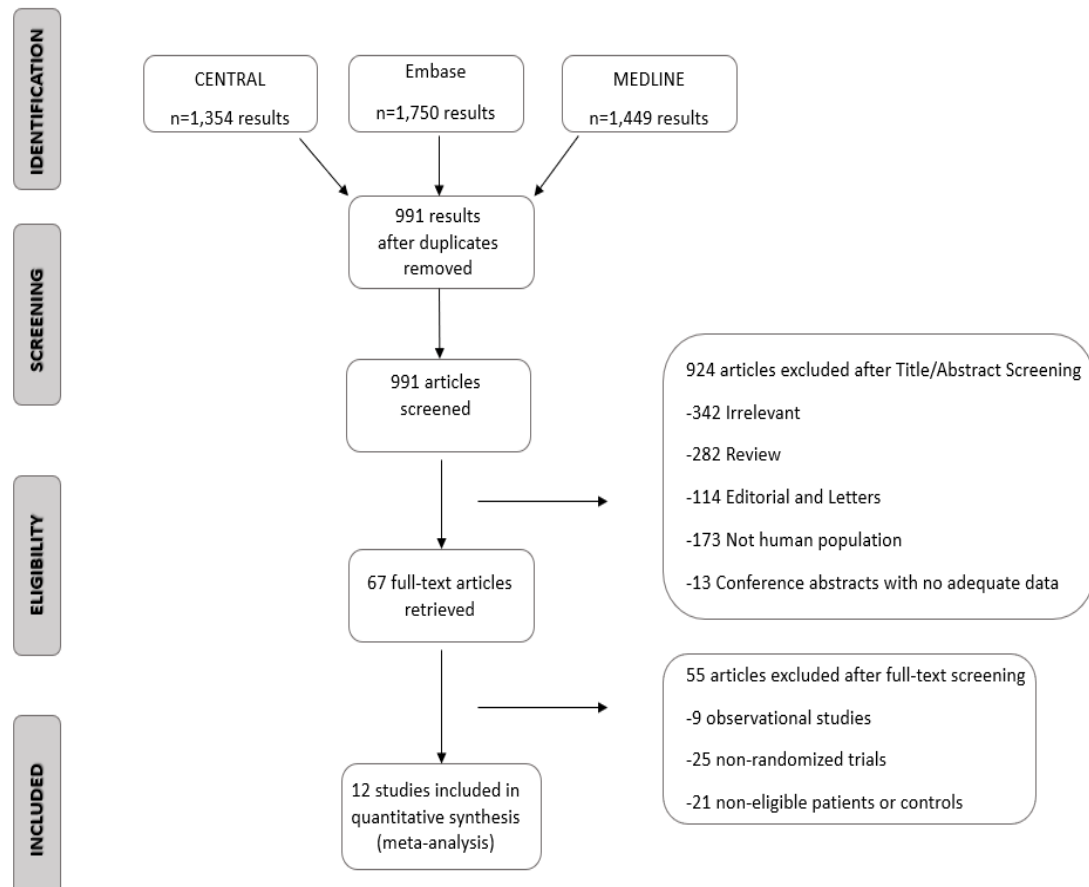 IDENTIFICATION
CENTRAL
n=1,354 results
Embase
n=1,750 results
MEDLINE
n=1,449 results
991 results
after duplicates
removed
SCREENING
991 articles
screened
924 articles excluded after Title/Abstract Screening
-342 Irrelevant
-282 Review
-114 Editorial and Letters
-173 Not human population
-13 Conference abstracts with no adequate data
ELIGIBILITY
67 full-text articles
retrieved
55 articles excluded after full-text screening
-9 observational studies
-25 non-randomized trials
-21 non-eligible patients or controls
INCLUDED
12 studies included in
quantitative synthesis
(meta-analysis)